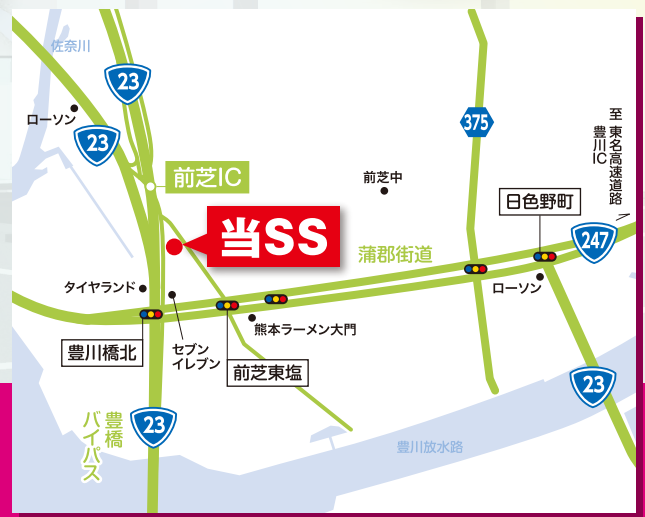 佐奈川
23
ローソン
23
375
至 東名高速道路
豊川IC
前芝IC
前芝中
日色野町
当SS
247
蒲郡街道
タイヤランド
ローソン
セブン
イレブン
熊本ラーメン大門
豊川橋北
前芝東塩
23
23
豊橋
バイパス
豊川放水路